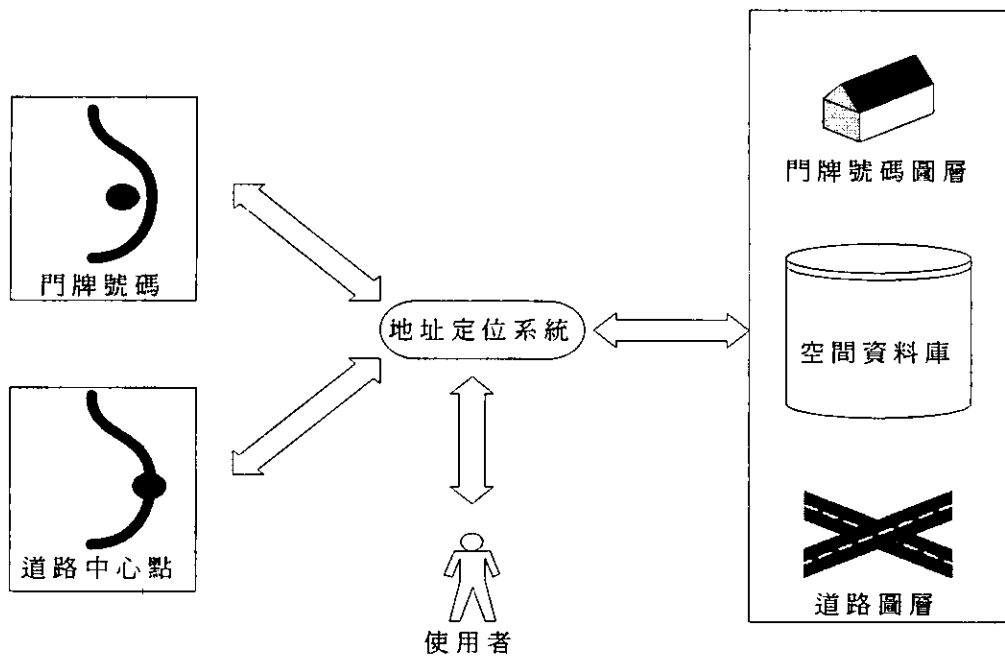 門牌號碼
道路中心點
地址定位系統
使用者
門牌號碼圖層
空間資料庫
道路圖層